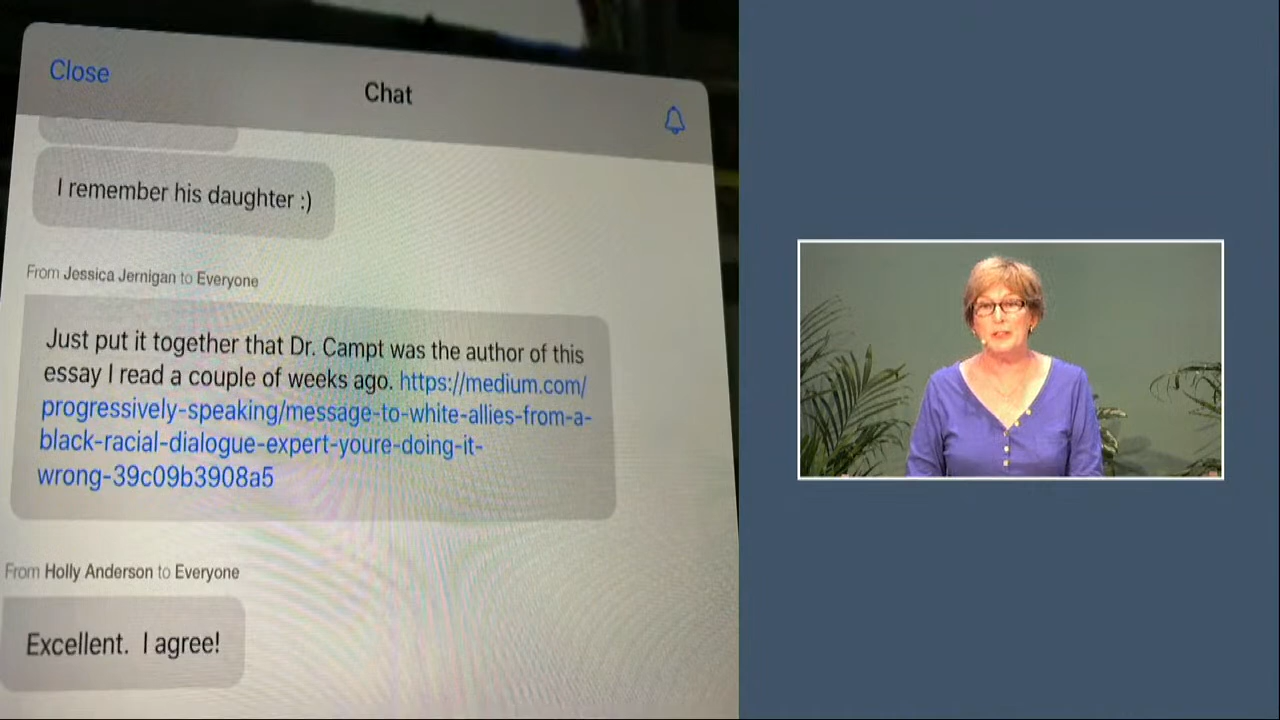 Close
Chat
I remember his daughter :)
From Jessica Jernigan to Everyone
Just put it together that Dr. Campt was the author of this
essay I read a couple of weeks ago. https://medium.com/
progressively-speaking/message-to-white-allies-from-a-
black-racial-dialogue-expert-youre-doing-it-
wrong-39c09b3908a5
From Holly Anderson to Everyone
Excellent. I agree!